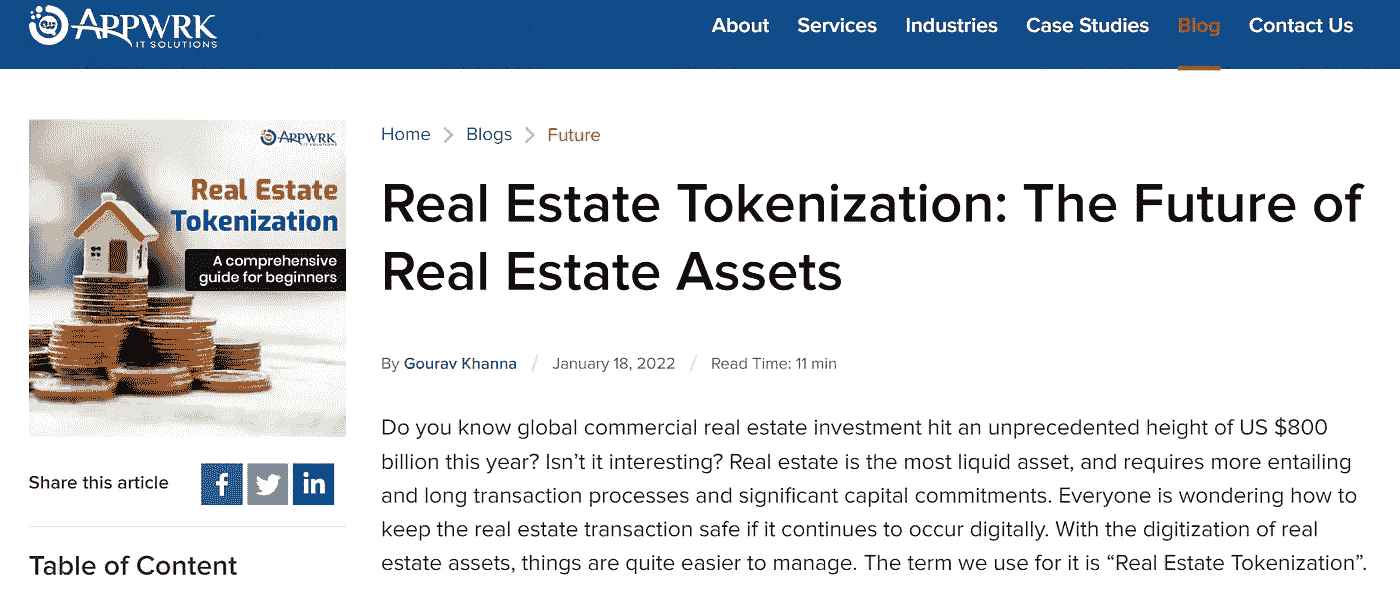 APPWRK
IT SOLUTIONS
About Services Industries Case Studies Blog Contact Us
APPWRK
IT SOLUTIONS
Real Estate
Tokenization
A comprehensive
guide for beginners
Share this article
Table of Content
Home > Blogs > Future
Real Estate Tokenization: The Future of
Real Estate Assets
By Gourav Khanna / January 18, 2022 / Read Time: 11 min
Do you know global commercial real estate investment hit an unprecedented height of US $800
billion this year? Isn’t it interesting? Real estate is the most liquid asset, and requires more entailing
and long transaction processes and significant capital commitments. Everyone is wondering how to
keep the real estate transaction safe if it continues to occur digitally. With the digitization of real
estate assets, things are quite easier to manage. The term we use for it is “Real Estate Tokenization”.